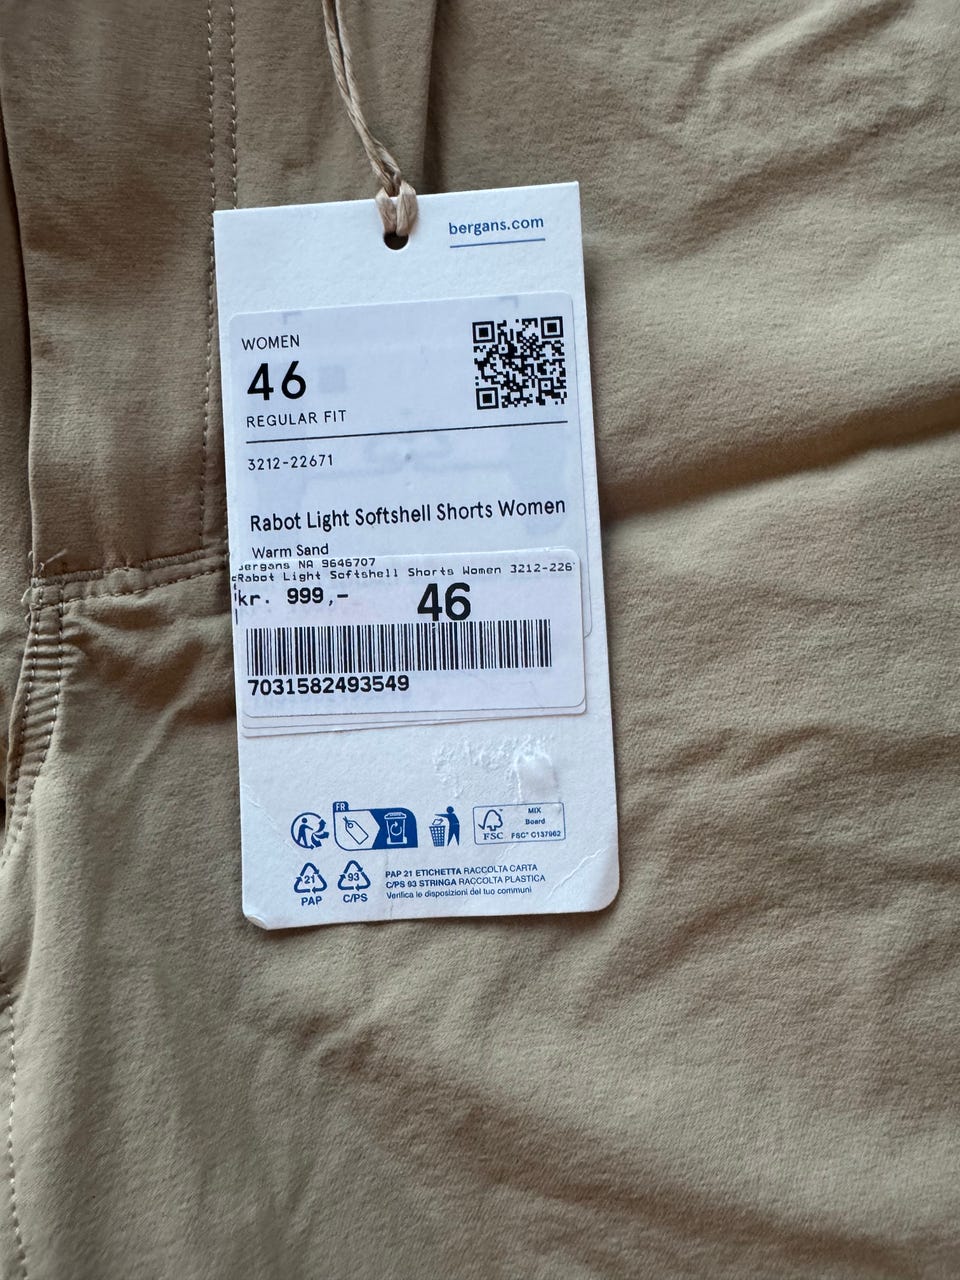 bergans.com
WOMEN
46
REGULAR FIT
3212-22671
Rabot Light Softshell Shorts Women
Warm Sand
Bergans NA 9646707
Rabot Light Softshell Shorts Women 3212-226
kr. 999,- 46
7031582493549
FR
MIX
Board
FSC FSC® C137962
21
PAP
93
C/PS
PAP 21 ETICHETTA RACCOLTA CARTA
C/PS 93 STRINGA RACCOLTA PLASTICA
Verifica le disposizioni del tuo communi